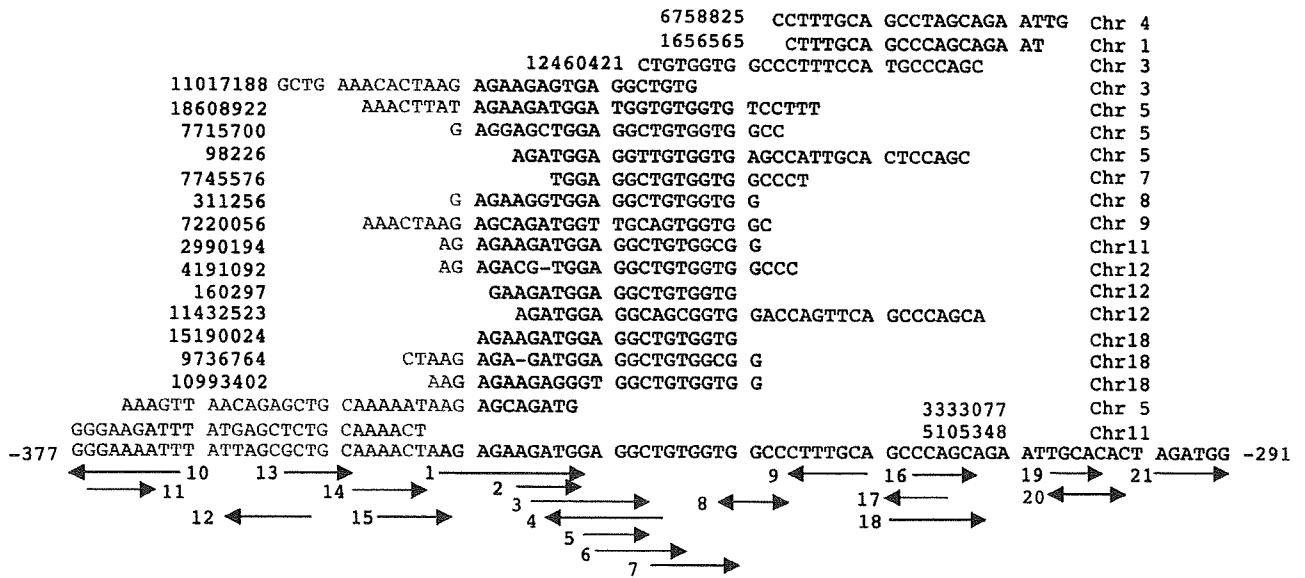 6758825 CCTTTGCA GCCTAGCAGA ATTG Chr 4
1656565 CTTTGCA GCCCAGCAGA AT Chr 1
12460421 CTGTGGTG GCCCTTTCCA TGCCCAGC Chr 3
11017188 GCTG AAACACTAAG AGAAGAGTGA GGCTGTG Chr 3
18608922 AAACTTAT AGAAGATGGA TGGTGTGGTG TCCTTT Chr 5
7715700 G AGGAGCTGGA GGCTGTGGTG GCC Chr 5
98226 AGATGGA GGTTGTGGTG AGCCATTGCA CTCCAGC Chr 5
7745576 TGGA GGCTGTGGTG GCCCT Chr 7
311256 G AGAAGGTGGA GGCTGTGGTG G Chr 8
7220056 AAACTAAG AGCAGATGGT TGCAGTGGTG GC Chr 9
2990194 AG AGAAGATGGA GGCTGTGGCG G Chr11
4191092 AG AGACG-TGGA GGCTGTGGTG GCCC Chr12
160297 GAAGATGGA GGCTGTGGTG Chr12
11432523 AGATGGA GGCAGCGGTG GACCAGTTCA GCCCAGCA Chr12
15190024 AGAAGATGGA GGCTGTGGTG Chr18
9736764 CTAAG AGA-GATGGA GGCTGTGGCG G Chr18
10993402 AAG AGAAGAGGGT GGCTGTGGTG G Chr18
AAAGTT AACAGAGCTG CAAAAATAAG AGCAGATG 3333077 Chr 5
GGGAAGATTT ATGAGCTCTG CAAAACT 5105348 Chr11
-377 GGGAAAATTT ATTAGCGCTG CAAAACTAAG AGAAGATGGA GGCTGTGGTG GCCCTTTGCA GCCCAGCAGA ATTGCACACT AGATGG -291
10 13 1 9 16 19 21
11 14 2 8 17 20
12 15 3 4 18
5
6
7